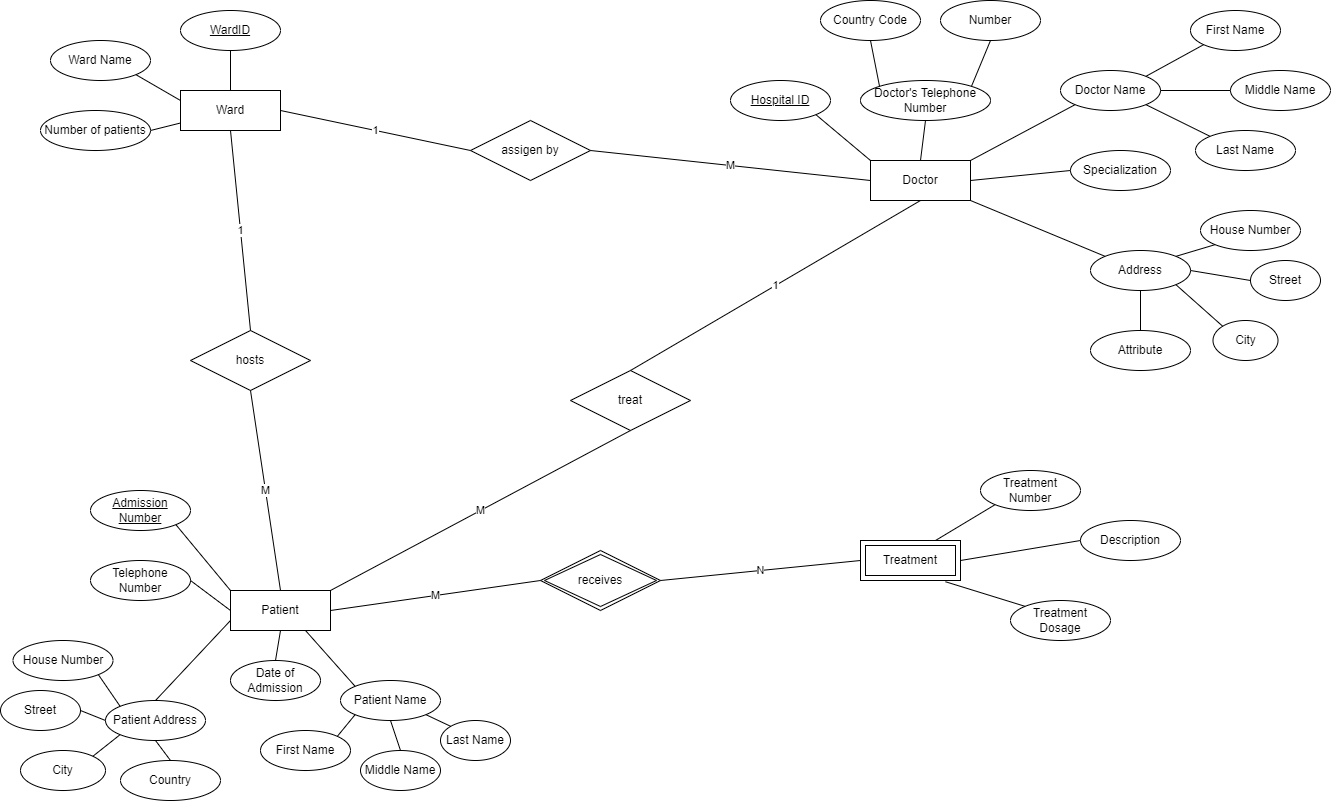 WardID
Ward Name
Ward
Number of patients
1
assigen by
M
Country Code
Number
Hospital ID
Doctor's Telephone
Number
Doctor
First Name
Doctor Name
Middle Name
Last Name
Specialization
House Number
Address
Street
City
Attribute
1
hosts
M
1
treat
M
Admission
Number
Telephone
Number
Patient
M
receives
N
Treatment
Treatment
Number
Description
Treatment
Dosage
House Number
Street
Patient Address
City
Country
Date of
Admission
Patient Name
First Name
Middle Name
Last Name